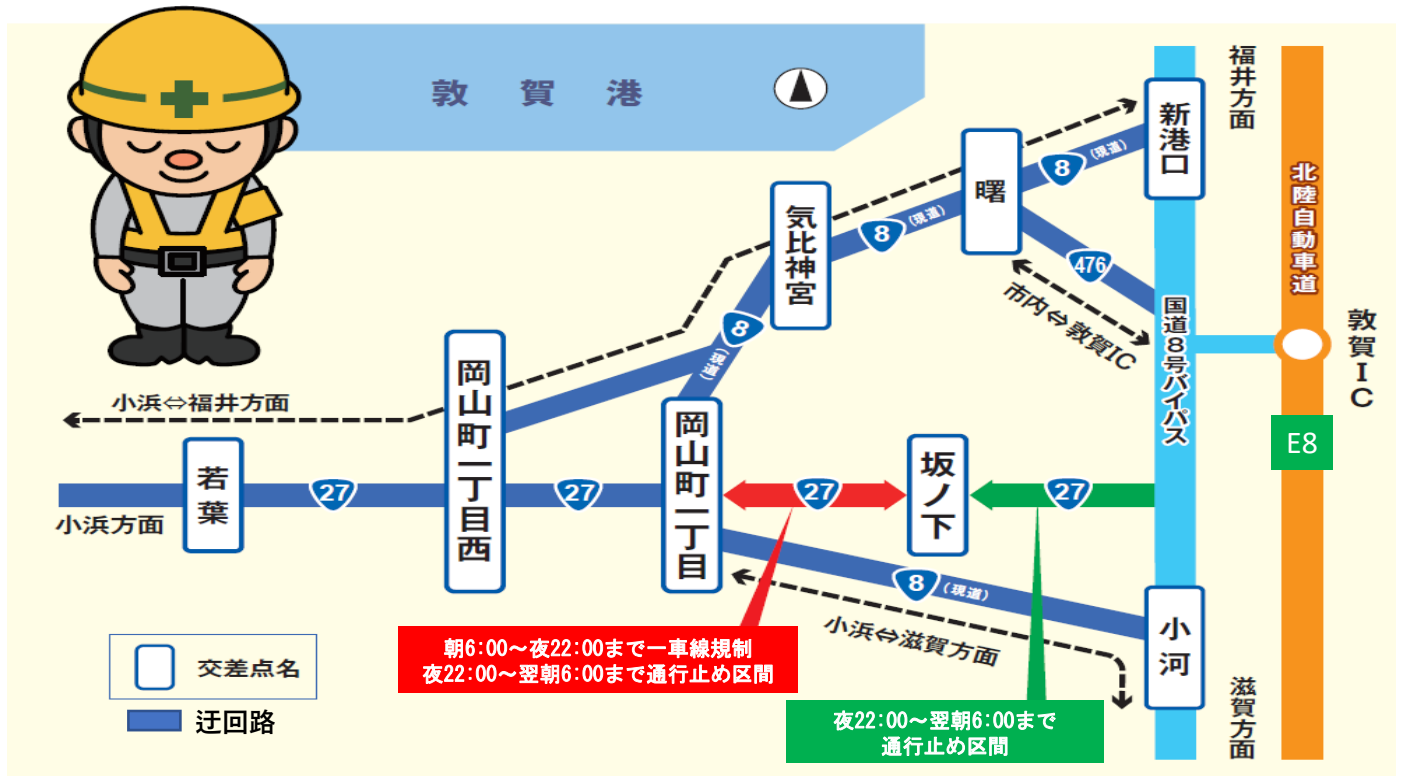 敦賀港
福井方面
新港口
8
(現道)
北陸自動車道
曙
気比神宮
8
(現道)
476
市内⇔敦賀IC
国道8号バイパス
敦賀IC
8
(現道)
岡山町一丁目西
小浜⇔福井方面
岡山町一丁目
坂ノ下
E8
若葉
27
27
27
27
小浜方面
8
(現道)
小浜⇔滋賀方面
小河
滋賀方面
朝6:00～夜22:00まで一車線規制
夜22:00～翌朝6:00まで通行止め区間
夜22:00～翌朝6:00まで
通行止め区間
交差点名
迂回路